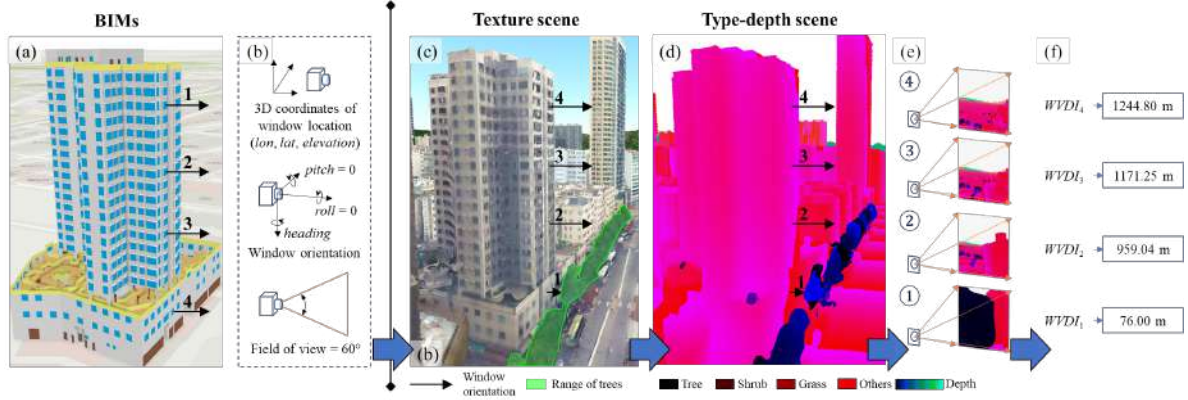 BIMs
Texture scene
Type-depth scene
(a)
1
2
3
4
(b)
3D coordinates of
window location
(lon, lat, elevation)
pitch = 0
roll = 0
heading
Window orientation
Field of view = 60°
(c)
4
3
2
1
(b)
Window
orientation
Range of trees
(d)
4
3
2
1
Tree
Shrub
Grass
Others
Depth
(e)
4
3
2
1
(f)
WVDI4
1244.80 m
WVDI3
1171.25 m
WVDI2
959.04 m
WVDI1
76.00 m